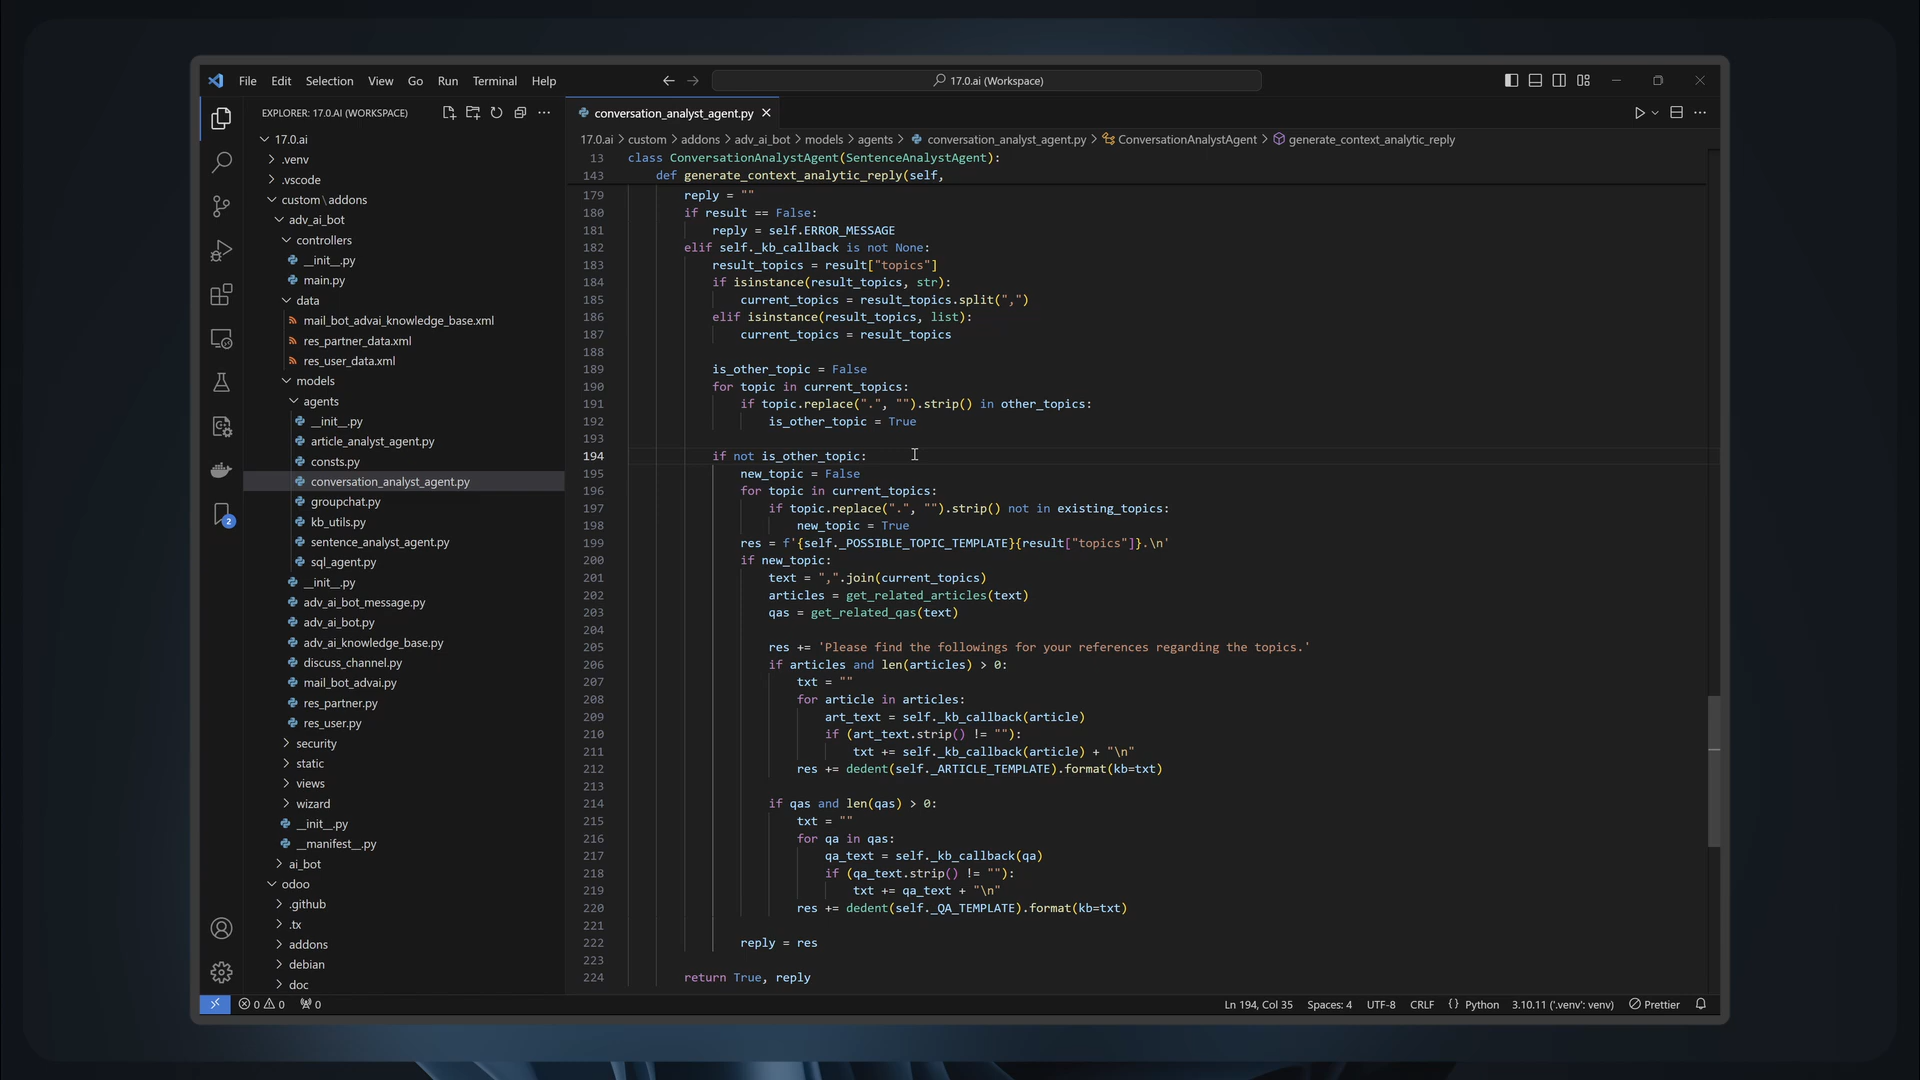 File Edit Selection View Go Run Terminal Help
17.0.ai (Workspace)
EXPLORER: 17.0.AI (WORKSPACE)
17.0.ai
.venv
.vscode
custom\addons
adv_ai_bot
controllers
__init__.py
main.py
data
mail_bot_advai_knowledge_base.xml
res_partner_data.xml
res_user_data.xml
models
agents
__init__.py
article_analyst_agent.py
consts.py
conversation_analyst_agent.py
groupchat.py
kb_utils.py
sentence_analyst_agent.py
sql_agent.py
__init__.py
adv_ai_bot_message.py
adv_ai_bot.py
adv_ai_knowledge_base.py
discuss_channel.py
mail_bot_advai.py
res_partner.py
res_user.py
security
static
views
wizard
__init__.py
__manifest__.py
ai_bot
odoo
.github
.tx
addons
debian
doc
2
conversation_analyst_agent.py
17.0.ai > custom > addons > adv_ai_bot > models > agents > conversation_analyst_agent.py > ConversationAnalystAgent > generate_context_analytic_reply
13 class ConversationAnalystAgent(SentenceAnalystAgent):
143 def generate_context_analytic_reply(self,
179 reply = ""
180 if result == False:
181 reply = self.ERROR_MESSAGE
182 elif self._kb_callback is not None:
183 result_topics = result["topics"]
184 if isinstance(result_topics, str):
185 current_topics = result_topics.split(",")
186 elif isinstance(result_topics, list):
187 current_topics = result_topics
188
189 is_other_topic = False
190 for topic in current_topics:
191 if topic.replace(".", "").strip() in other_topics:
192 is_other_topic = True
193
194 if not is_other_topic:
195 new_topic = False
196 for topic in current_topics:
197 if topic.replace(".", "").strip() not in existing_topics:
198 new_topic = True
199 res = f'{self._POSSIBLE_TOPIC_TEMPLATE}{result["topics"]}.\n'
200 if new_topic:
201 text = ",".join(current_topics)
202 articles = get_related_articles(text)
203 qas = get_related_qas(text)
204
205 res += 'Please find the followings for your references regarding the topics.'
206 if articles and len(articles) > 0:
207 txt = ""
208 for article in articles:
209 art_text = self._kb_callback(article)
210 if (art_text.strip() != ""):
211 txt += self._kb_callback(article) + "\n"
212 res += dedent(self._ARTICLE_TEMPLATE).format(kb=txt)
213
214 if qas and len(qas) > 0:
215 txt = ""
216 for qa in qas:
217 qa_text = self._kb_callback(qa)
218 if (qa_text.strip() != ""):
219 txt += qa_text + "\n"
220 res += dedent(self._QA_TEMPLATE).format(kb=txt)
221
222 reply = res
223
224 return True, reply
0 0 0
Ln 194, Col 35 Spaces: 4 UTF-8 CRLF {} Python 3.10.11 ('.venv': venv) Prettier